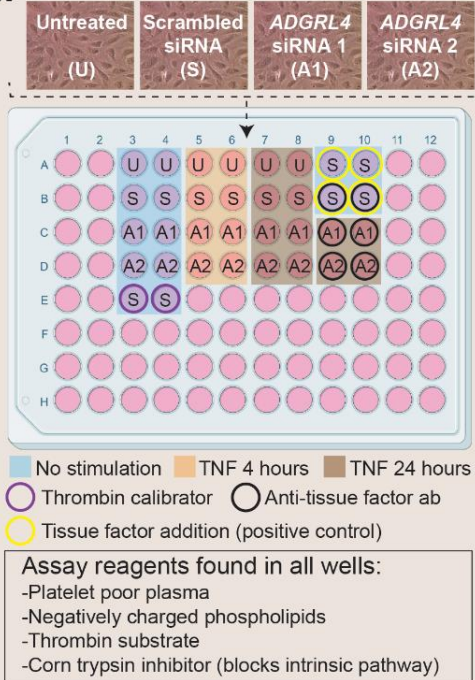 Untreated Scrambled ADGRL4 ADGRL4
siRNA siRNA 1 siRNA 2
(U) (S) (A1) (A2)
1 2 3 4 5 6 7 8 9 10 11 12
A U U U U U U S S
B S S S S S S S S
C A1 A1 A1 A1 A1 A1 A1 A1
D A2 A2 A2 A2 A2 A2 A2 A2
E S S
F
G
H
No stimulation TNF 4 hours TNF 24 hours
Thrombin calibrator Anti-tissue factor ab
Tissue factor addition (positive control)
Assay reagents found in all wells:
-Platelet poor plasma
-Negatively charged phospholipids
-Thrombin substrate
-Corn trypsin inhibitor (blocks intrinsic pathway)